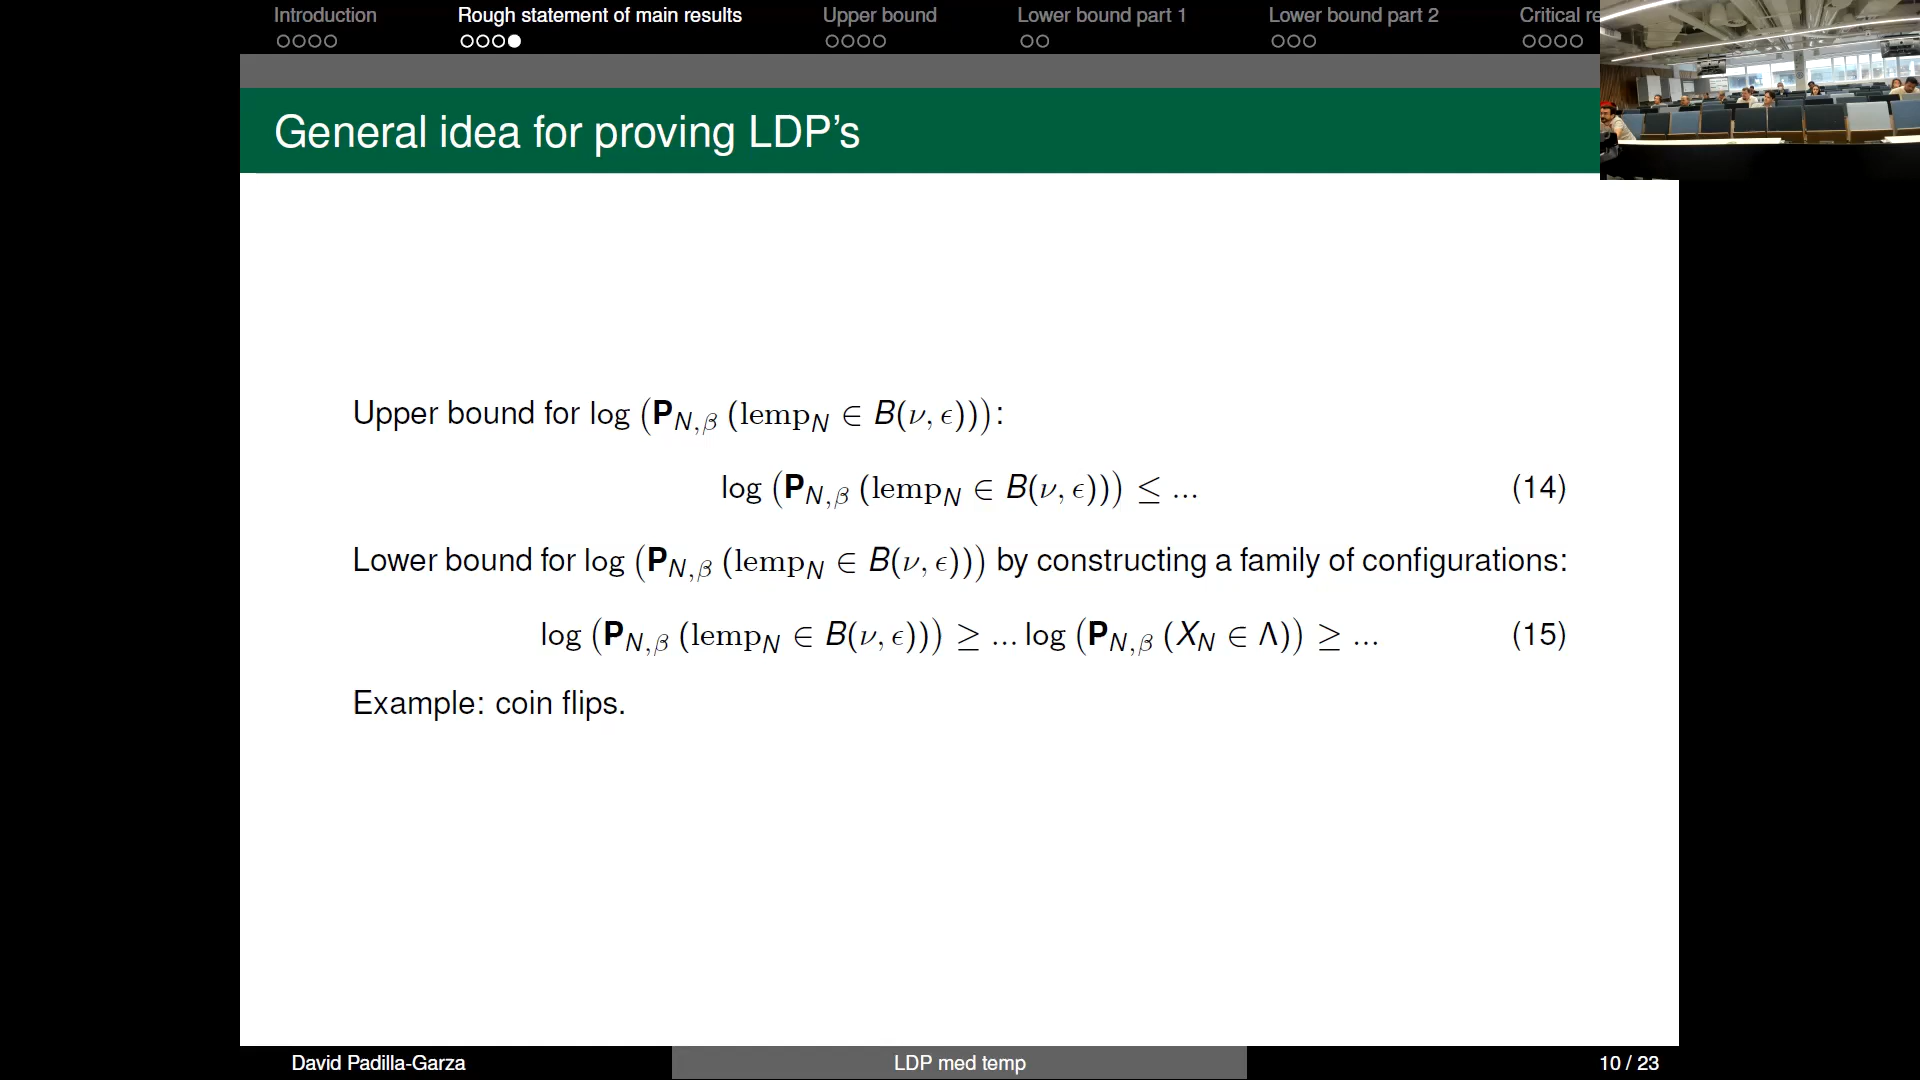 Introduction Rough statement of main results Upper bound Lower bound part 1 Lower bound part 2 Critical re
General idea for proving LDP's
Upper bound for log (P_{N,β} (lemp_N ∈ B(ν, ϵ))):
log (P_{N,β} (lemp_N ∈ B(ν, ϵ))) ≤ ... (14)
Lower bound for log (P_{N,β} (lemp_N ∈ B(ν, ϵ))) by constructing a family of configurations:
log (P_{N,β} (lemp_N ∈ B(ν, ϵ))) ≥ ... log (P_{N,β} (X_N ∈ Λ)) ≥ ... (15)
Example: coin flips.
David Padilla-Garza LDP med temp 10 / 23